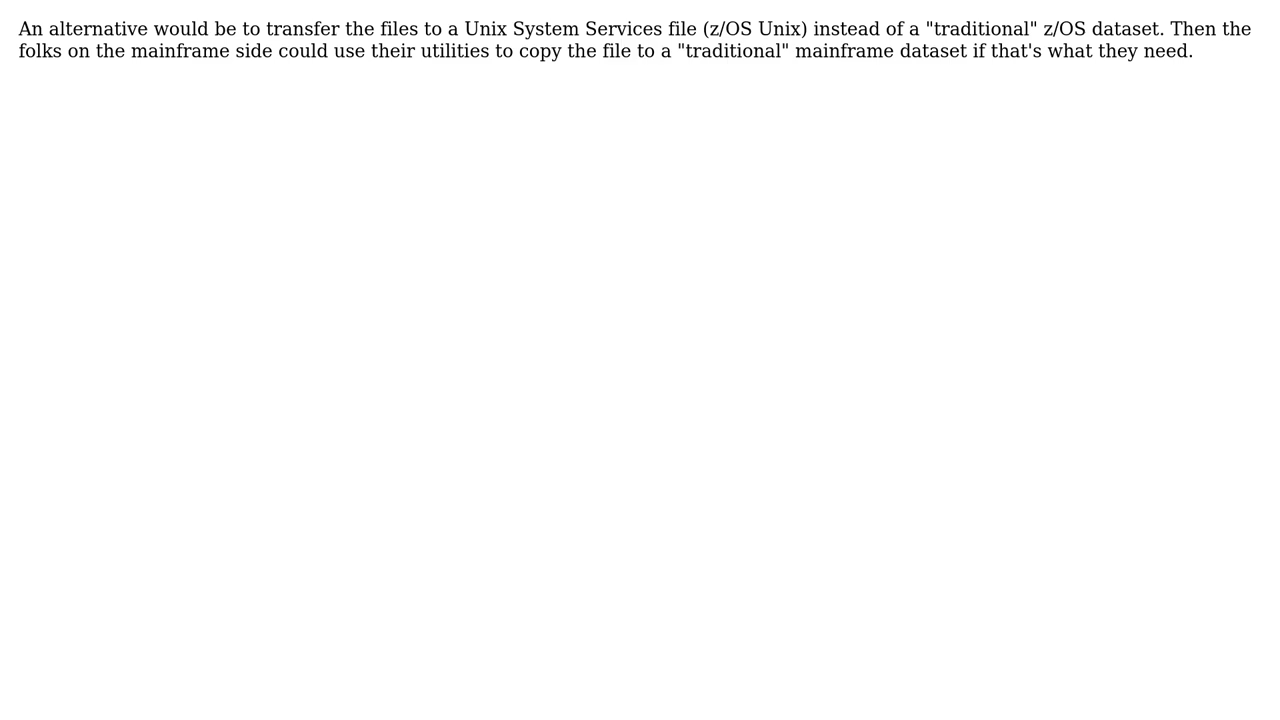 An alternative would be to transfer the files to a Unix System Services file (z/OS Unix) instead of a "traditional" z/OS dataset. Then the
folks on the mainframe side could use their utilities to copy the file to a "traditional" mainframe dataset if that's what they need.